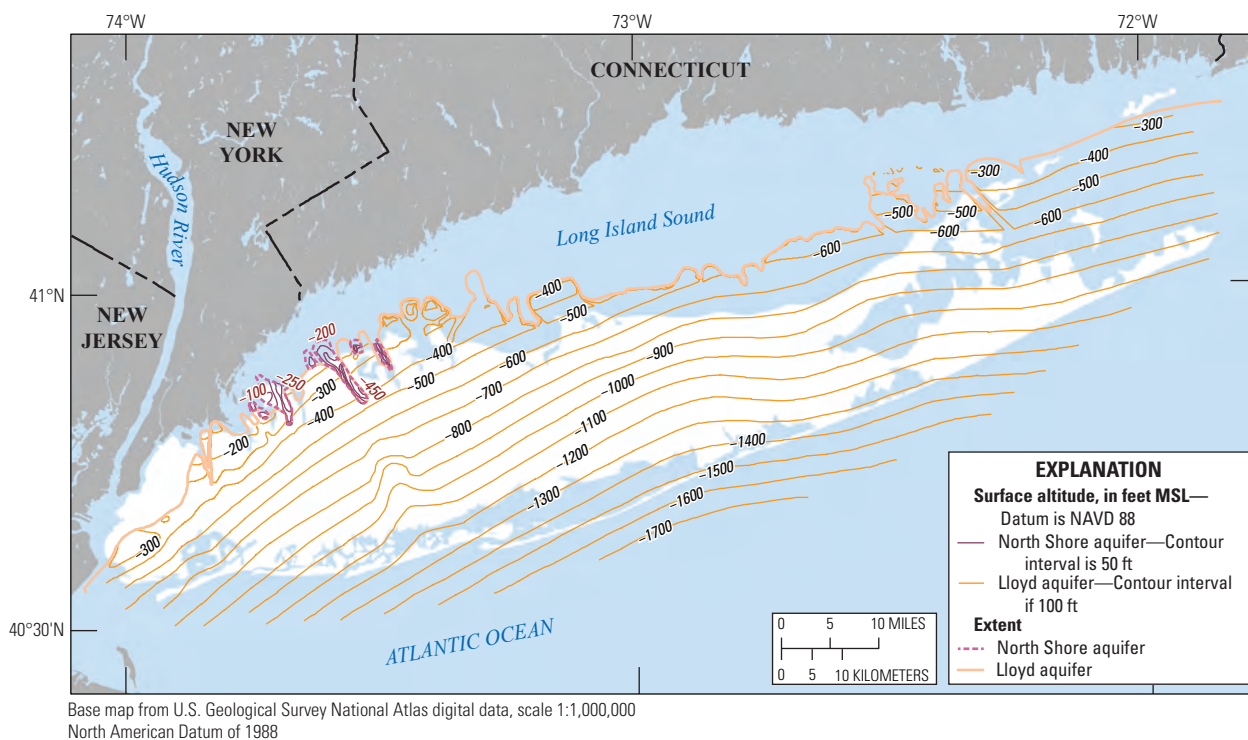 74°W
73°W
72°W
CONNECTICUT
NEW
YORK
Hudson River
Long Island Sound
41°N
NEW
JERSEY
−300
−400
−500
−600
−300
−500
−500
−600
−600
−400
−500
−200
−100
−250
−450
−300
−400
−200
−400
−500
−600
−700
−800
−900
−1000
−1100
−1200
−1300
−1400
−1500
−1600
−1700
−300
ATLANTIC OCEAN
40°30'N
0 5 10 MILES
0 5 10 KILOMETERS
EXPLANATION
Surface altitude, in feet MSL—
Datum is NAVD 88
North Shore aquifer—Contour
interval is 50 ft
Lloyd aquifer—Contour interval
if 100 ft
Extent
North Shore aquifer
Lloyd aquifer
Base map from U.S. Geological Survey National Atlas digital data, scale 1:1,000,000
North American Datum of 1988